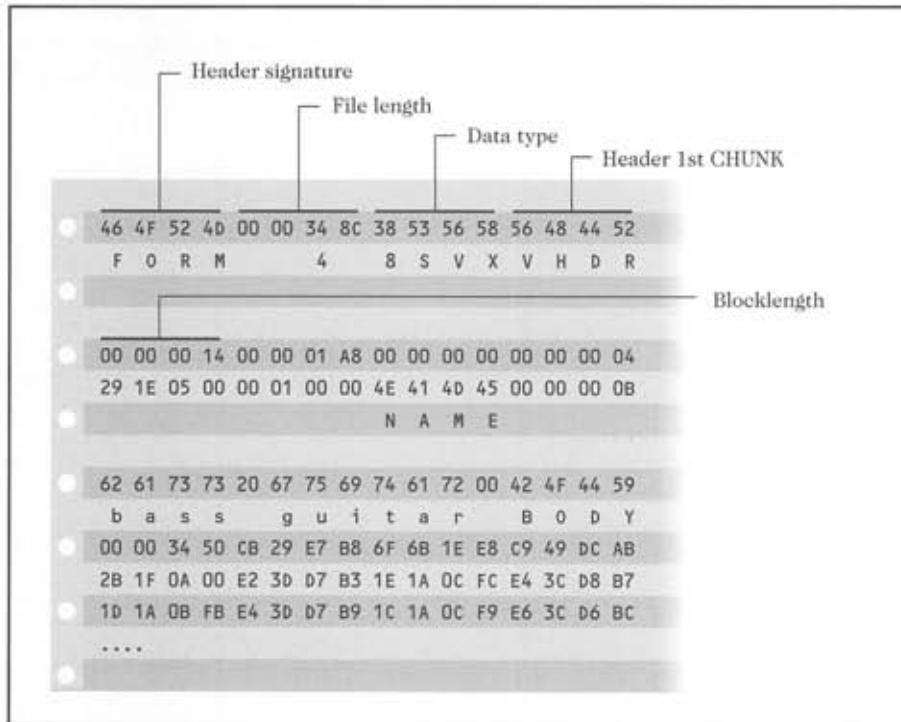 Header signature
File length
Data type
Header 1st CHUNK
46 4F 52 4D 00 00 34 8C 38 53 56 58 56 48 44 52
F O R M 4 8 S V X V H D R
Blocklength
00 00 00 14 00 00 01 A8 00 00 00 00 00 00 00 04
29 1E 05 00 00 01 00 00 4E 41 4D 45 00 00 00 0B
N A M E
62 61 73 73 20 67 75 69 74 61 72 00 42 4F 44 59
b a s s g u i t a r B O D Y
00 00 34 50 CB 29 E7 B8 6F 6B 1E E8 C9 49 DC AB
2B 1F 0A 00 E2 3D D7 B3 1E 1A 0C FC E4 3C D8 B7
1D 1A 0B FB E4 3D D7 B9 1C 1A 0C F9 E6 3C D6 BC
....